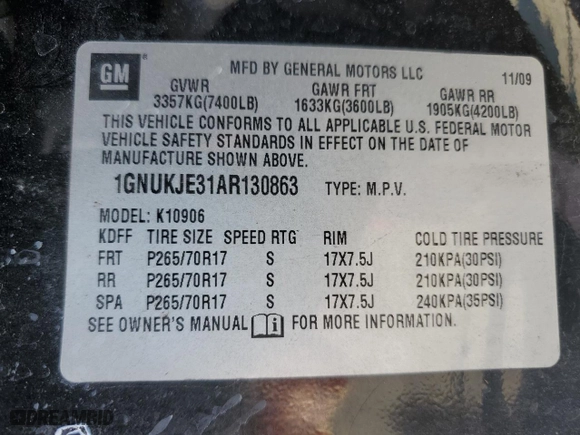 GM
MFD BY GENERAL MOTORS LLC 11/09
GVWR GAWR FRT GAWR RR
3357KG(7400LB) 1633KG(3600LB) 1905KG(4200LB)
THIS VEHICLE CONFORMS TO ALL APPLICABLE U.S. FEDERAL MOTOR
VEHICLE SAFETY STANDARDS IN EFFECT ON THE DATE OF
MANUFACTURE SHOWN ABOVE.
1GNUKJE31AR130863 TYPE: M.P.V.
MODEL: K10906
KDFF TIRE SIZE SPEED RTG RIM COLD TIRE PRESSURE
FRT P265/70R17 S 17X7.5J 210KPA(30PSI)
RR P265/70R17 S 17X7.5J 210KPA(30PSI)
SPA P265/70R17 S 17X7.5J 240KPA(35PSI)
SEE OWNER'S MANUAL i FOR MORE INFORMATION.
DREAMBID